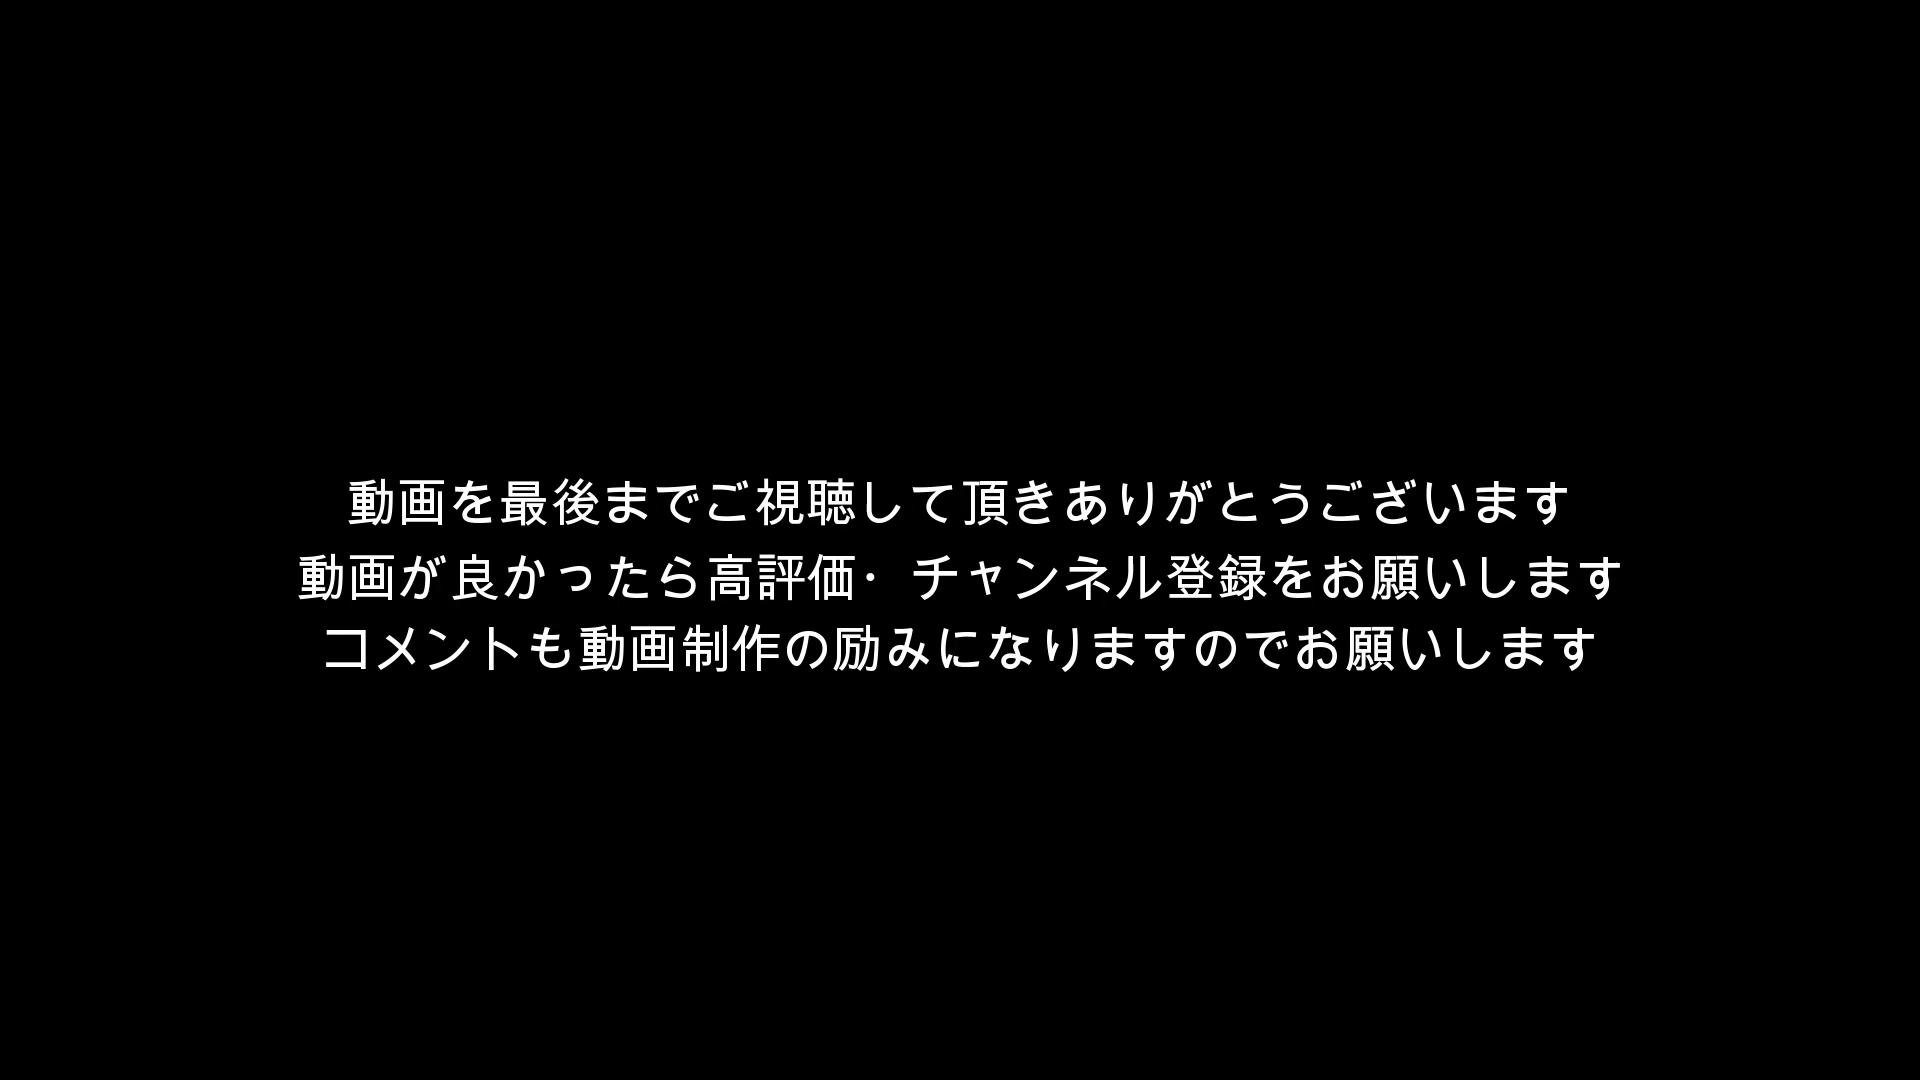 動画を最後までご視聴して頂きありがとうございます
動画が良かったら高評価・チャンネル登録をお願いします
コメントも動画制作の励みになりますのでお願いします